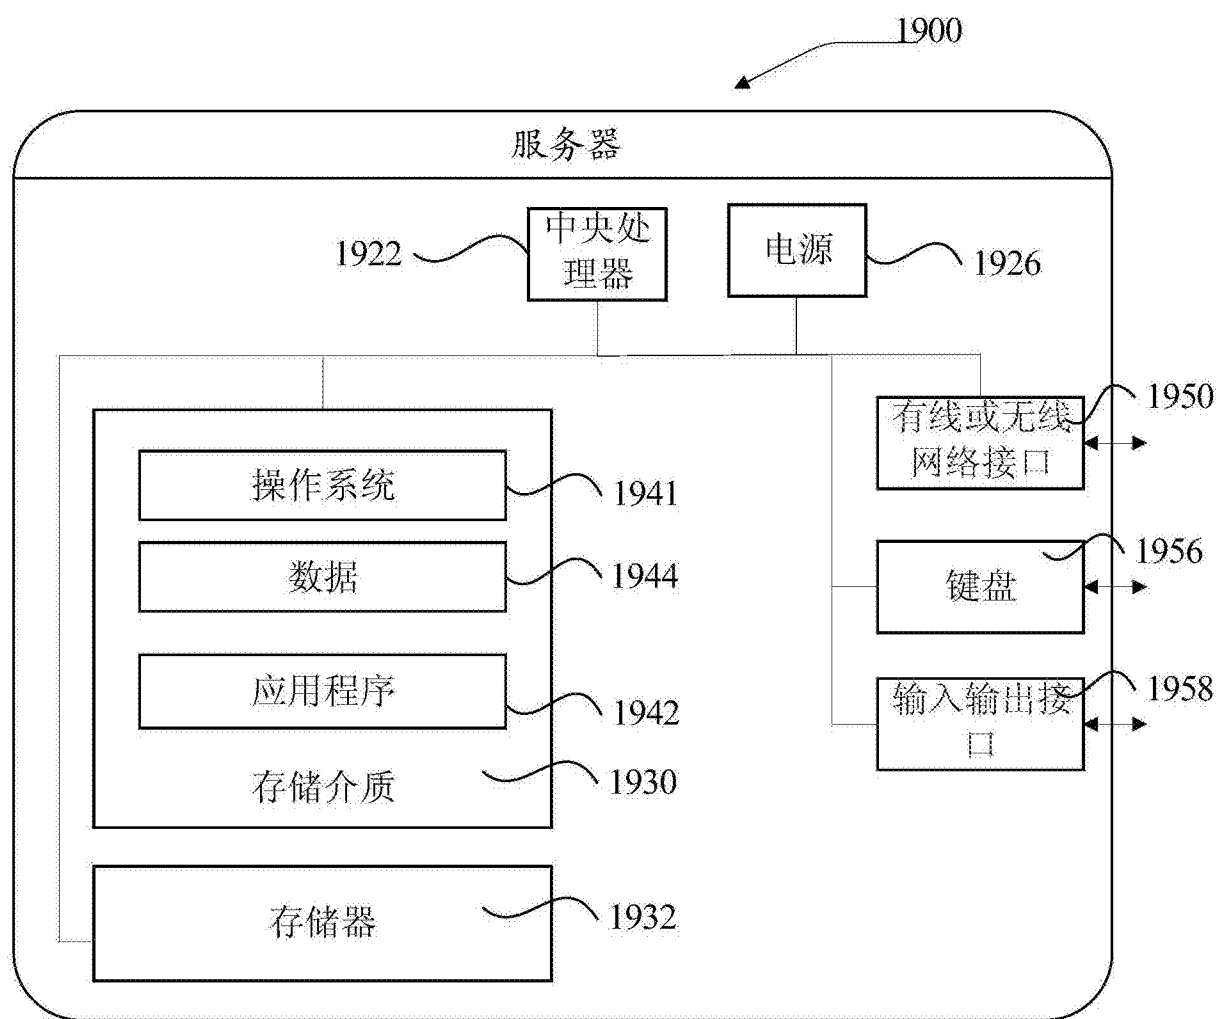 1900
服务器
1922
中央处
理器
电源
1926
有线或无线
网络接口
1950
操作系统
1941
数据
1944
键盘
1956
应用程序
1942
输入输出接
口
1958
存储介质
1930
存储器
1932